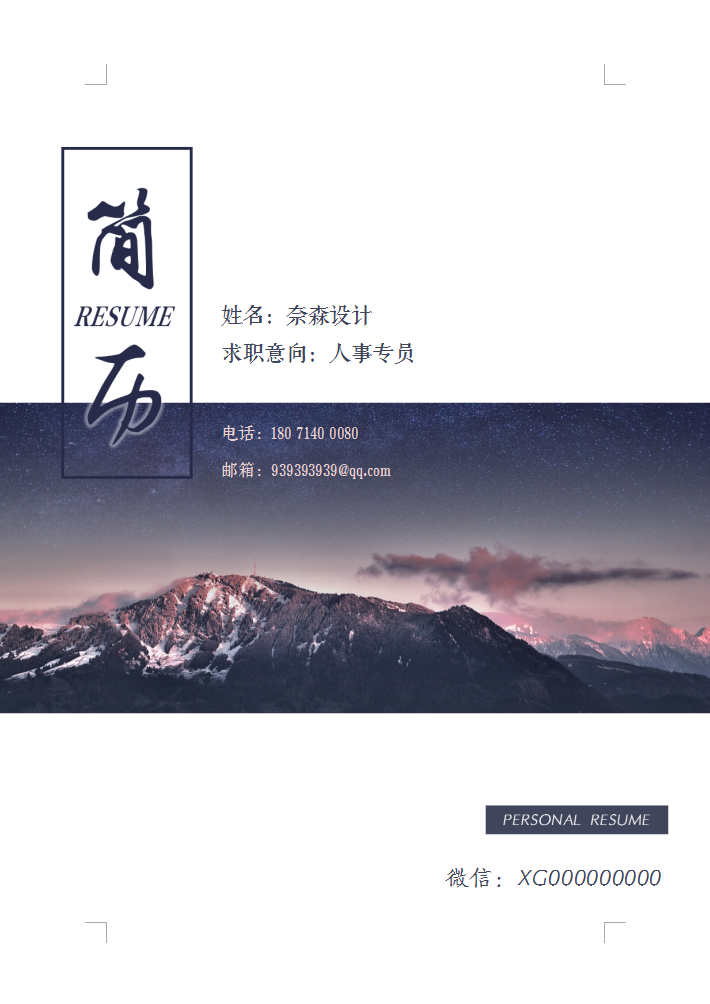 简
RESUME
历
姓名：奈森设计
求职意向：人事专员
电话：180 7140 0080
邮箱：939393939@qq.com
PERSONAL RESUME
微信：XG000000000